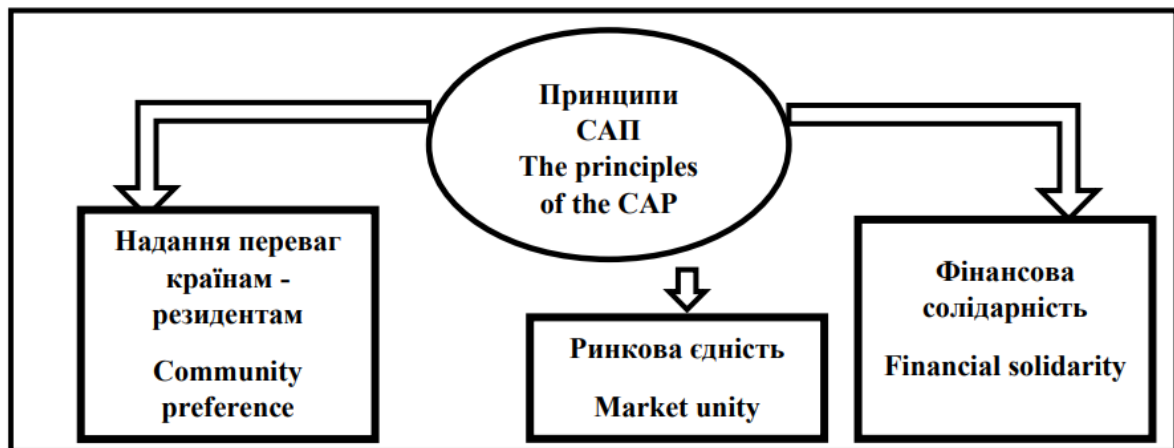 Принципи
САП
The principles
of the CAP
Надання переваг
країнам -
резидентам
Community
preference
Ринкова єдність
Market unity
Фінансова
солідарність
Financial solidarity